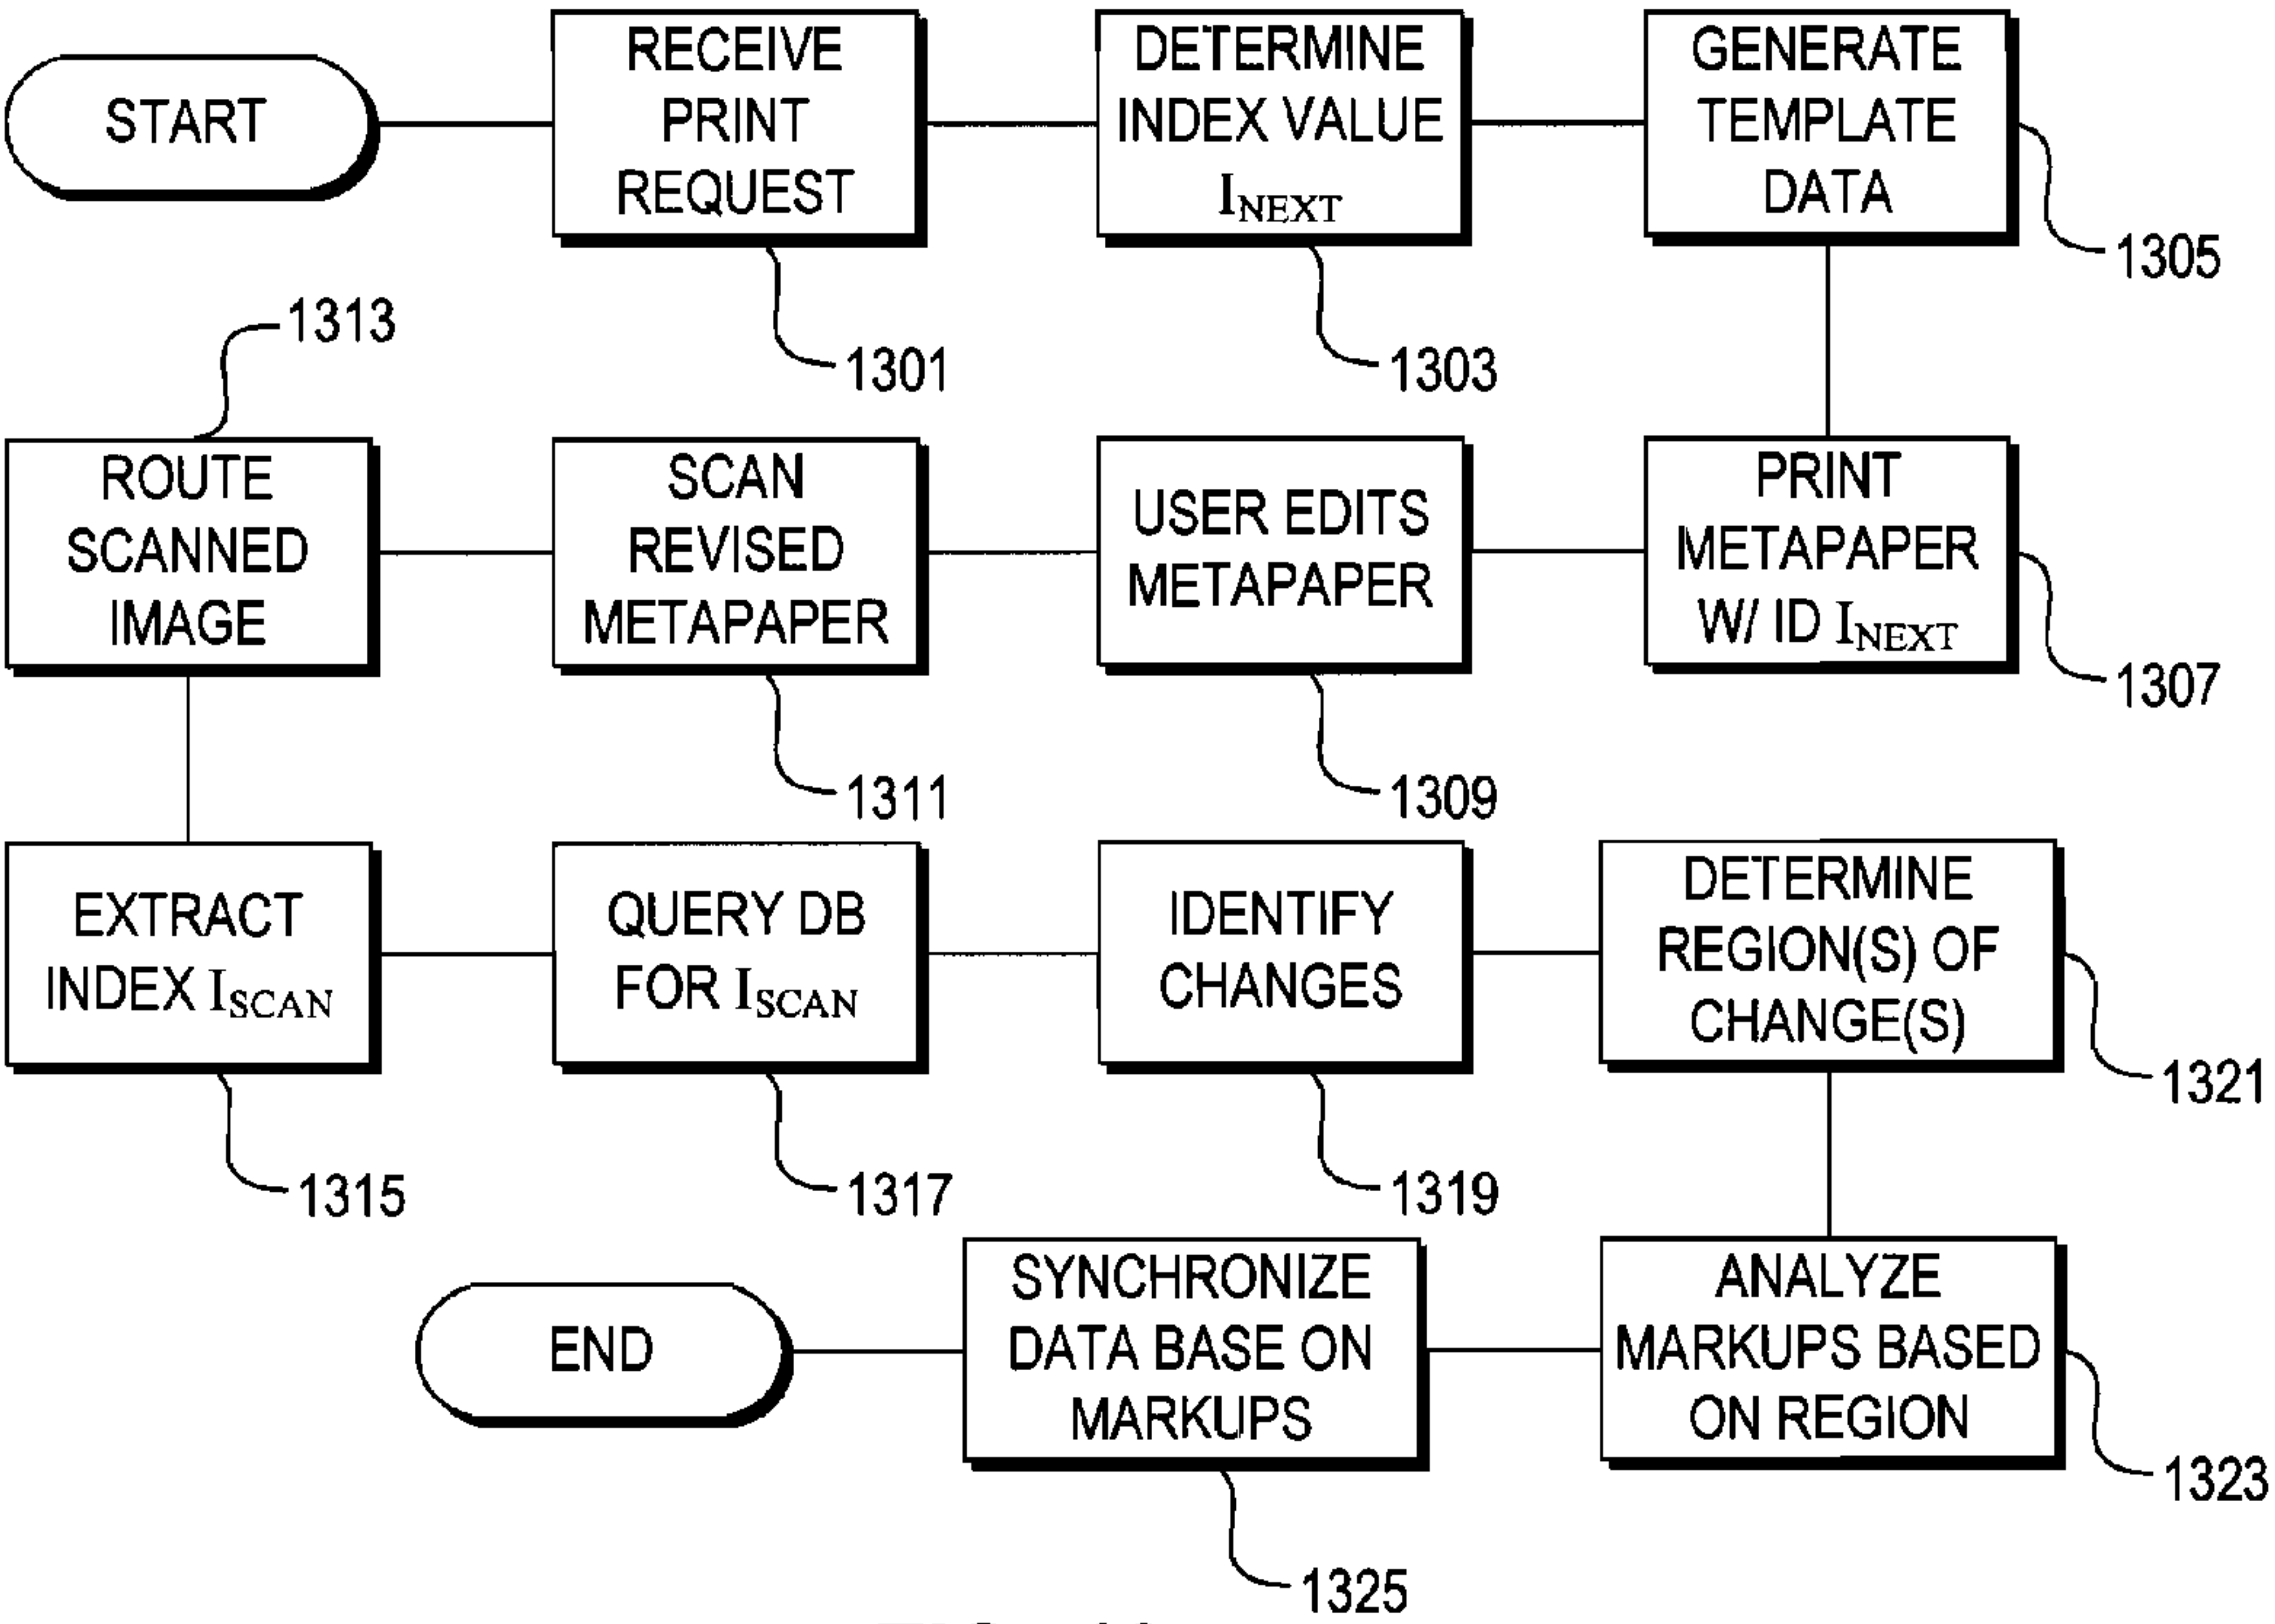 START
RECEIVE
PRINT
REQUEST
DETERMINE
INDEX VALUE
INEXT
GENERATE
TEMPLATE
DATA
1305
1301
1303
1313
ROUTE
SCANNED
IMAGE
SCAN
REVISED
METAPAPER
USER EDITS
METAPAPER
PRINT
METAPAPER
W/ ID INEXT
1307
1311
1309
EXTRACT
INDEX ISCAN
QUERY DB
FOR ISCAN
IDENTIFY
CHANGES
DETERMINE
REGION(S) OF
CHANGE(S)
1321
1315
1317
1319
END
SYNCHRONIZE
DATA BASE ON
MARKUPS
ANALYZE
MARKUPS BASED
ON REGION
1323
1325